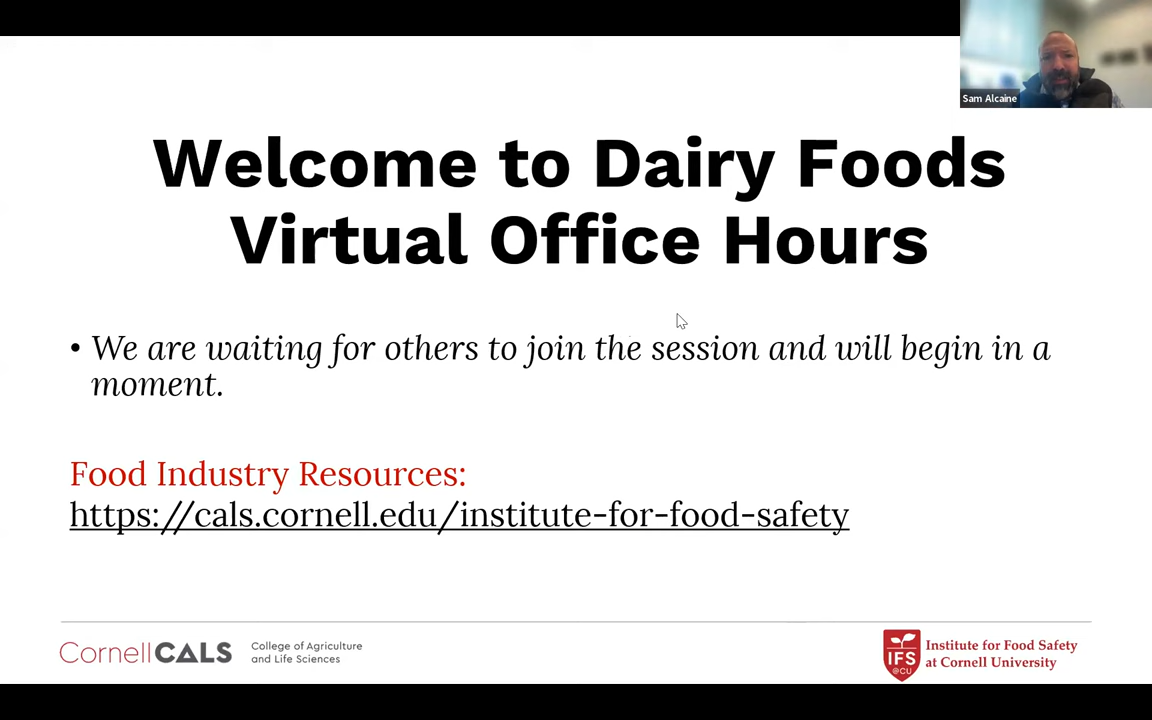 Sam Alcaine
Welcome to Dairy Foods
Virtual Office Hours
• We are waiting for others to join the session and will begin in a
moment.
Food Industry Resources:
https://cals.cornell.edu/institute-for-food-safety
CornellCALS
College of Agriculture
and Life Sciences
IFS
@CU
Institute for Food Safety
at Cornell University